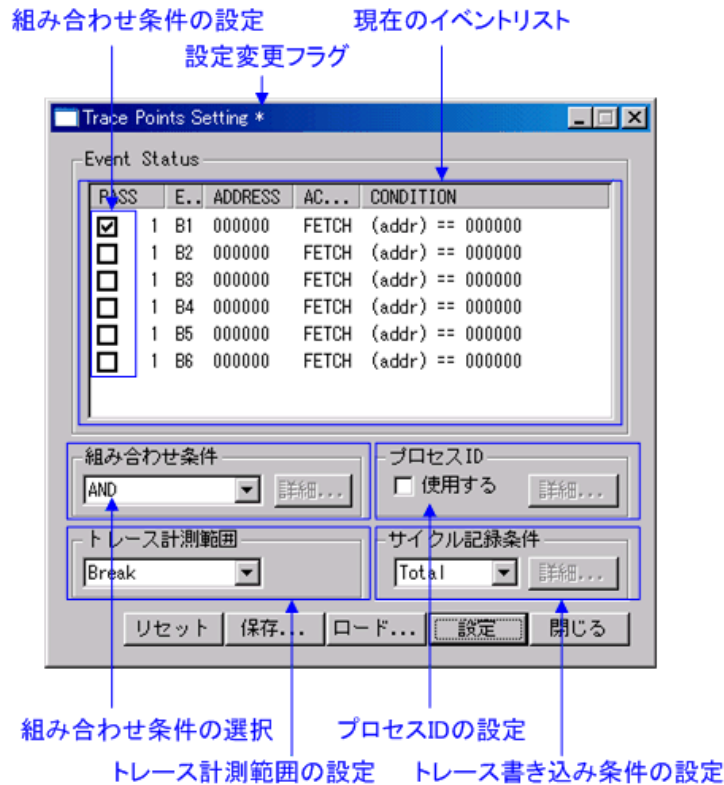 組み合わせ条件の設定 現在のイベントリスト
設定変更フラグ
Trace Points Setting *
Event Status
PASS E.. ADDRESS AC... CONDITION
1 B1 000000 FETCH (addr) == 000000
1 B2 000000 FETCH (addr) == 000000
1 B3 000000 FETCH (addr) == 000000
1 B4 000000 FETCH (addr) == 000000
1 B5 000000 FETCH (addr) == 000000
1 B6 000000 FETCH (addr) == 000000
組み合わせ条件 プロセスID
AND 詳細... 使用する 詳細...
トレース計測範囲 サイクル記録条件
Break Total 詳細...
リセット 保存... ロード... 設定 閉じる
組み合わせ条件の選択 プロセスIDの設定
トレース計測範囲の設定 トレース書き込み条件の設定